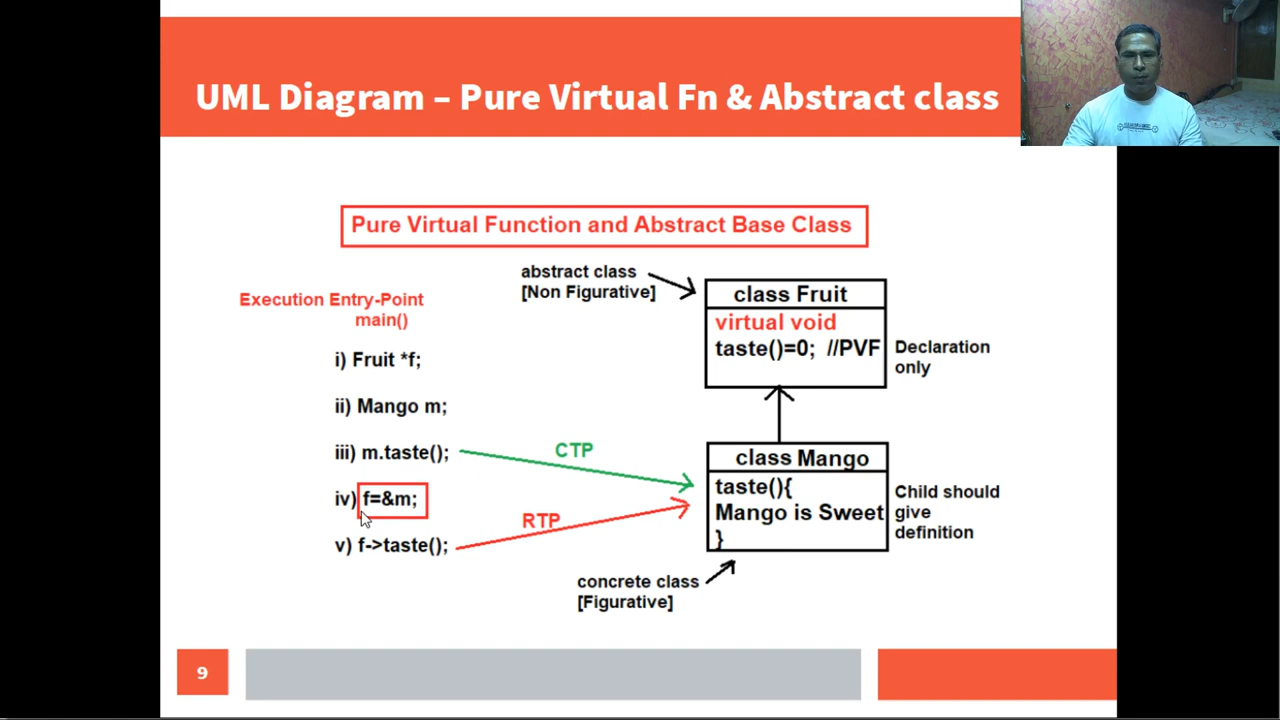 UML Diagram – Pure Virtual Fn & Abstract class
Pure Virtual Function and Abstract Base Class
abstract class
[Non Figurative]
Execution Entry-Point
main()
class Fruit
virtual void
taste()=0; //PVF
Declaration
only
i) Fruit *f;
ii) Mango m;
iii) m.taste();
CTP
iv) f=&m;
RTP
v) f->taste();
class Mango
taste(){
Mango is Sweet
}
Child should
give
definition
concrete class
[Figurative]
9